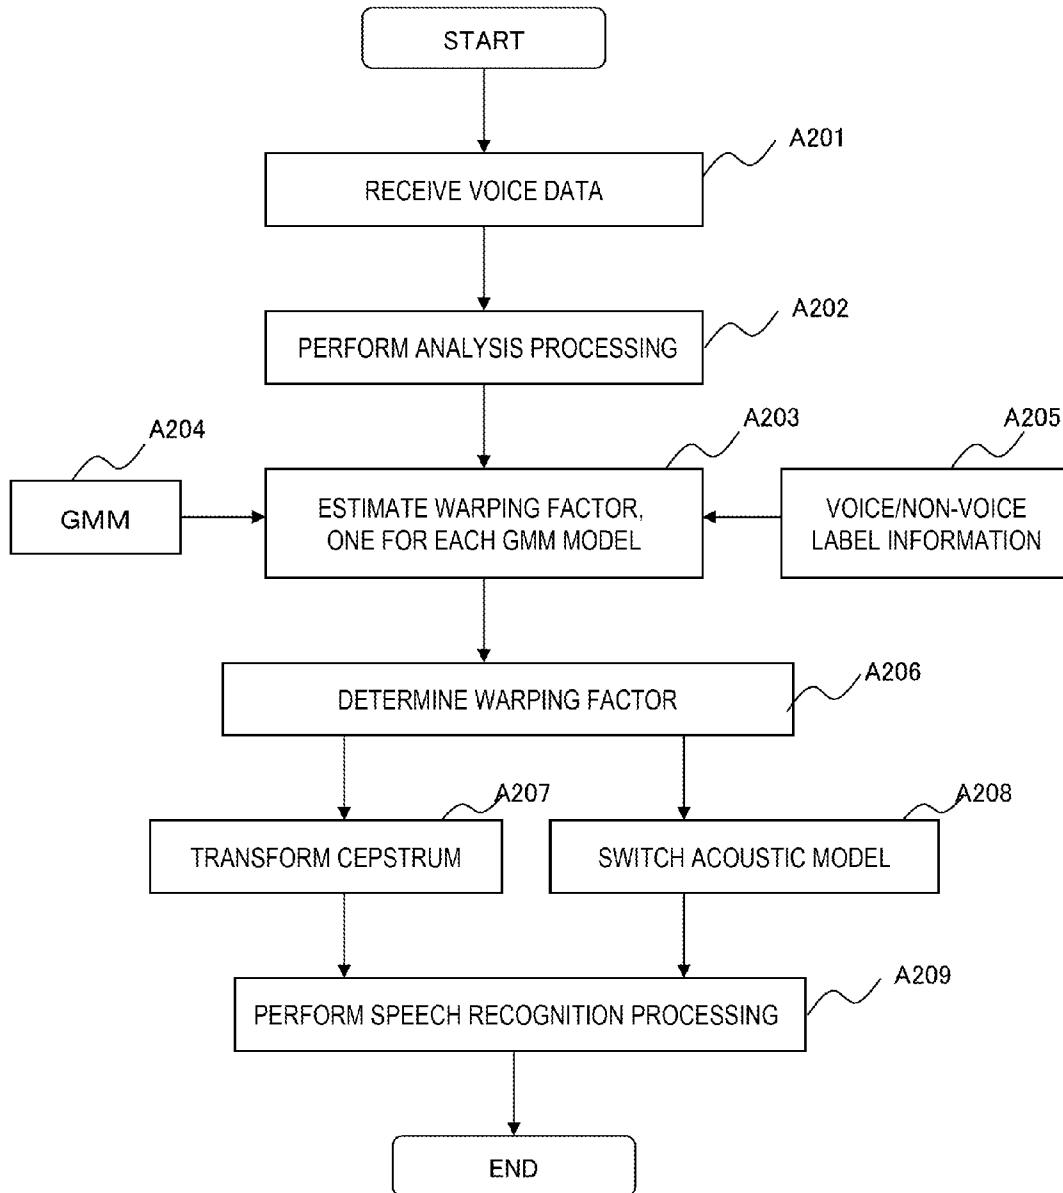 START
A201
RECEIVE VOICE DATA
A202
PERFORM ANALYSIS PROCESSING
A204
A203
A205
GMM
ESTIMATE WARPING FACTOR,
ONE FOR EACH GMM MODEL
VOICE/NON-VOICE
LABEL INFORMATION
A206
DETERMINE WARPING FACTOR
A207
A208
TRANSFORM CEPSTRUM
SWITCH ACOUSTIC MODEL
A209
PERFORM SPEECH RECOGNITION PROCESSING
END